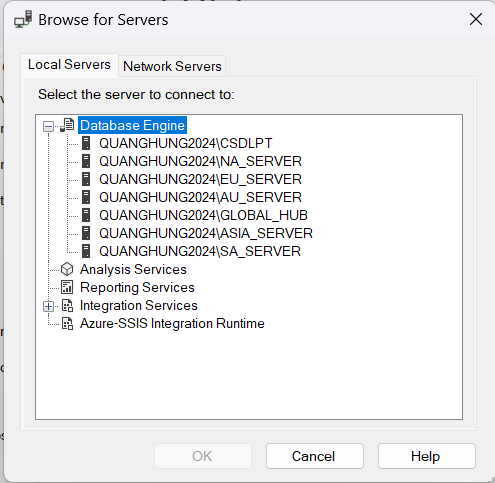 Browse for Servers
Local Servers
Network Servers
Select the server to connect to:
Database Engine
QUANGHUNG2024\CSDLPT
QUANGHUNG2024\NA_SERVER
QUANGHUNG2024\EU_SERVER
QUANGHUNG2024\AU_SERVER
QUANGHUNG2024\GLOBAL_HUB
QUANGHUNG2024\ASIA_SERVER
QUANGHUNG2024\SA_SERVER
Analysis Services
Reporting Services
Integration Services
Azure-SSIS Integration Runtime
OK
Cancel
Help